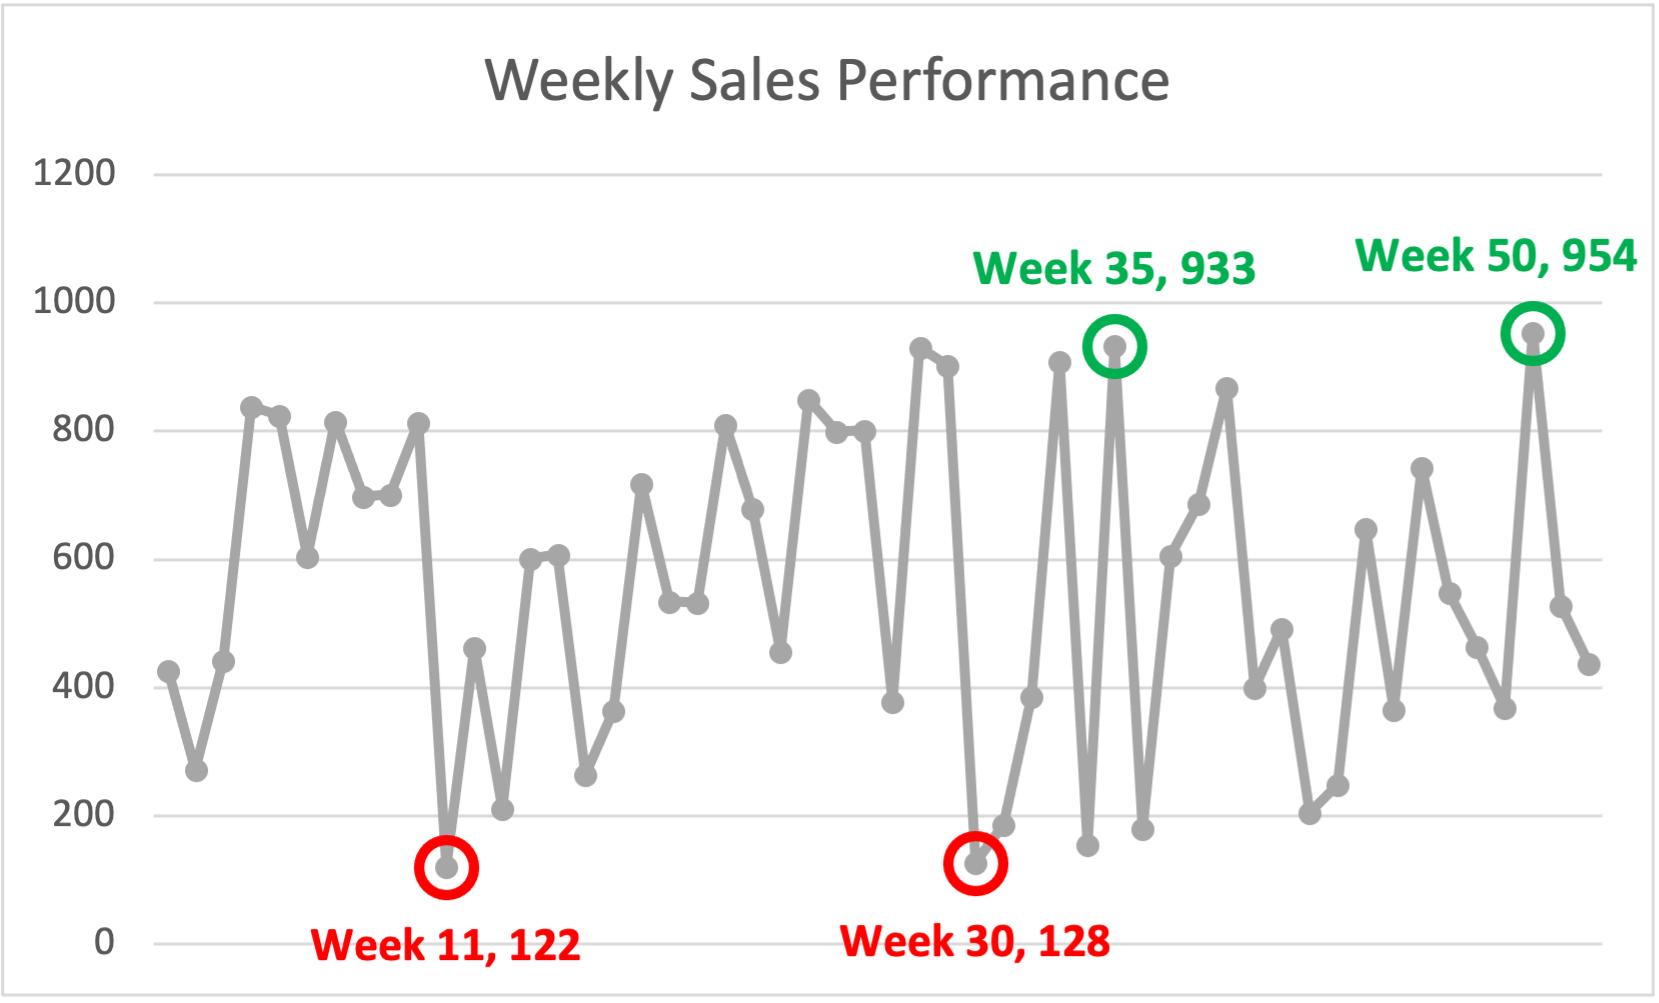 Weekly Sales Performance
1200
Week 50, 954
Week 35, 933
1000
800
600
400
200
0
Week 11, 122
Week 30, 128